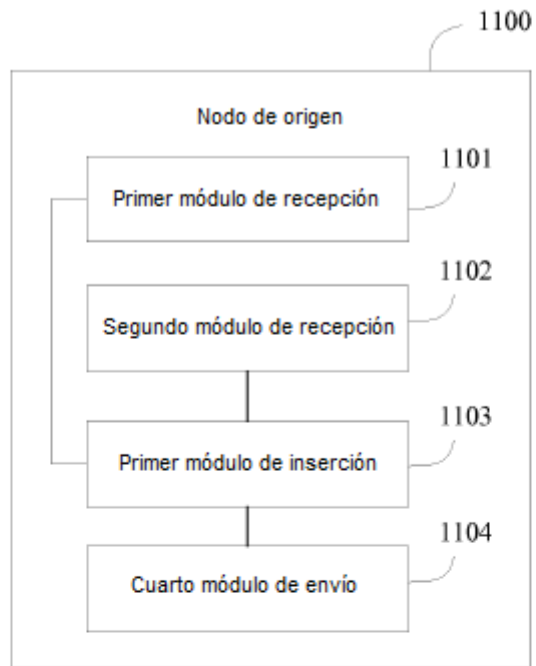 1100
Nodo de origen
1101
Primer módulo de recepción
1102
Segundo módulo de recepción
1103
Primer módulo de inserción
1104
Cuarto módulo de envío